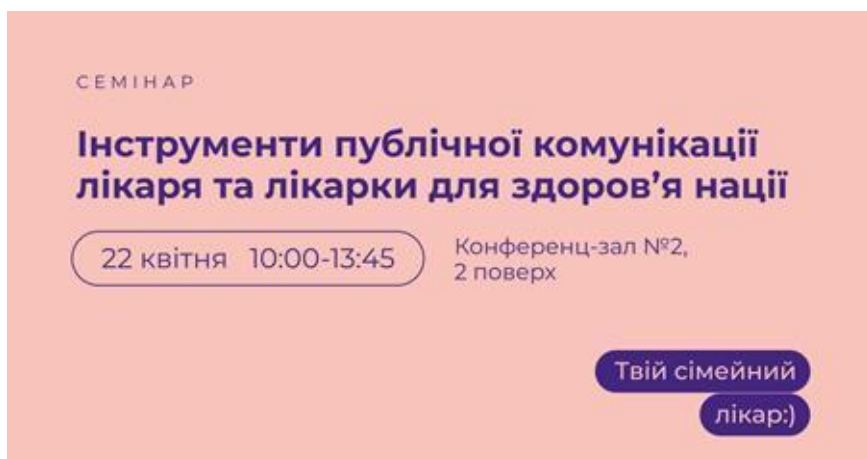 СЕМІНАР
Інструменти публічної комунікації
лікаря та лікарки для здоров’я нації
22 квітня 10:00-13:45
Конференц-зал №2,
2 поверх
Твій сімейний
лікар:)